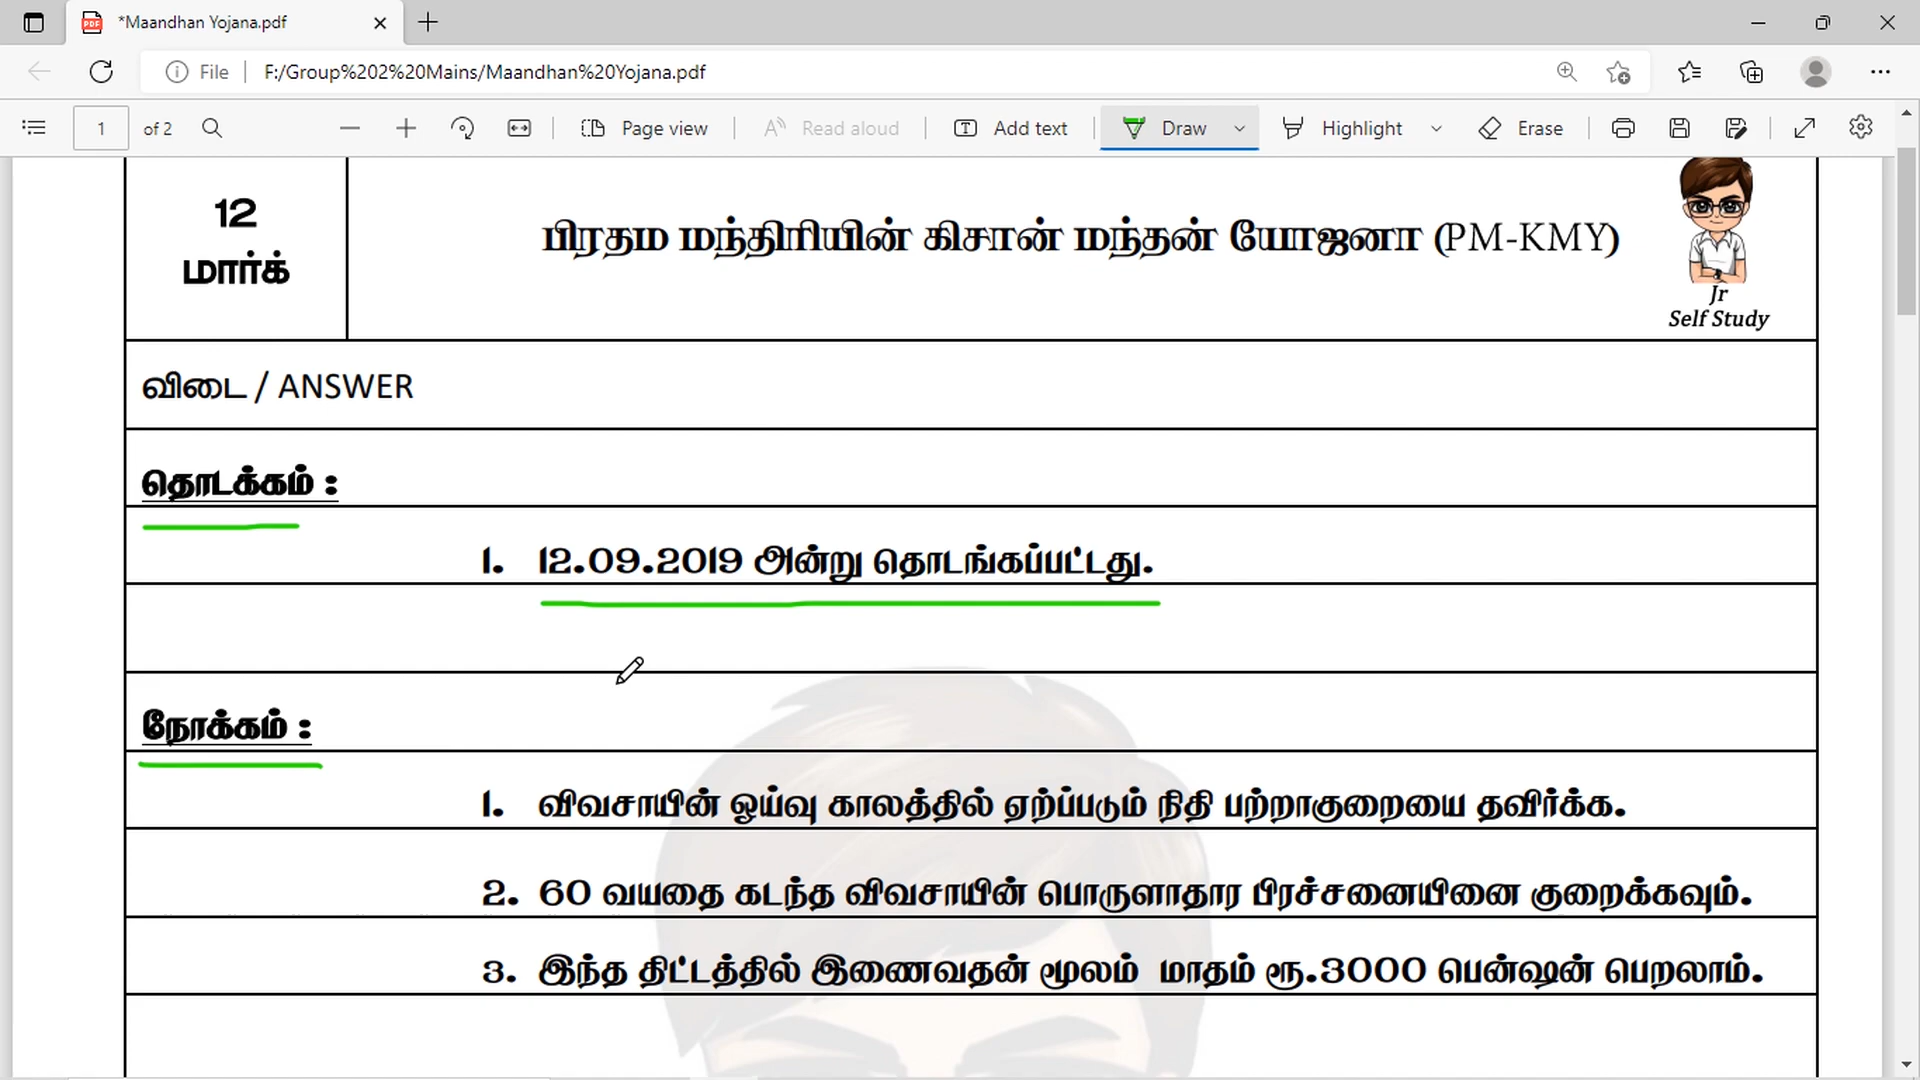 *Maandhan Yojana.pdf
File F:/Group%202%20Mains/Maandhan%20Yojana.pdf
1 of 2 Page view Read aloud Add text Draw Highlight Erase
12
மார்க்
பிரதம மந்திரியின் கிசான் மந்தன் யோஜனா (PM-KMY)
Jr
Self Study
விடை / ANSWER
தொடக்கம் :
1. 12.09.2019 அன்று தொடங்கப்பட்டது.
நோக்கம் :
1. விவசாயின் ஓய்வு காலத்தில் ஏற்ப்படும் நிதி பற்றாகுறையை தவிர்க்க.
2. 60 வயதை கடந்த விவசாயின் பொருளாதார பிரச்சனையினை குறைக்கவும்.
3. இந்த திட்டத்தில் இணைவதன் மூலம் மாதம் ரூ.3000 பென்ஷன் பெறலாம்.